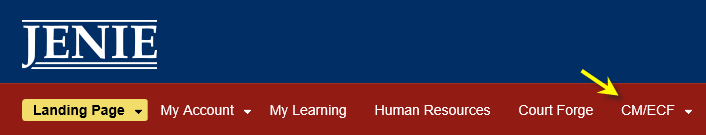 JENIE
Landing Page My Account My Learning Human Resources Court Forge CM/ECF